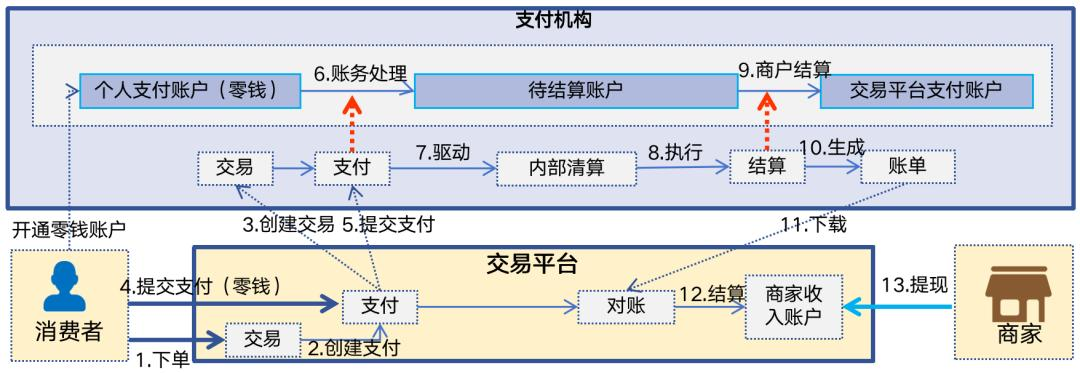 支付机构
6.账务处理
9.商户结算
个人支付账户（零钱）
待结算账户
交易平台支付账户
交易
支付
7.驱动
内部清算
8.执行
结算
10.生成
账单
开通零钱账户
3.创建交易
5.提交支付
11.下载
交易平台
4.提交支付（零钱）
支付
对账
12.结算
商家收
入账户
13.提现
消费者
交易
2.创建支付
1.下单
商家